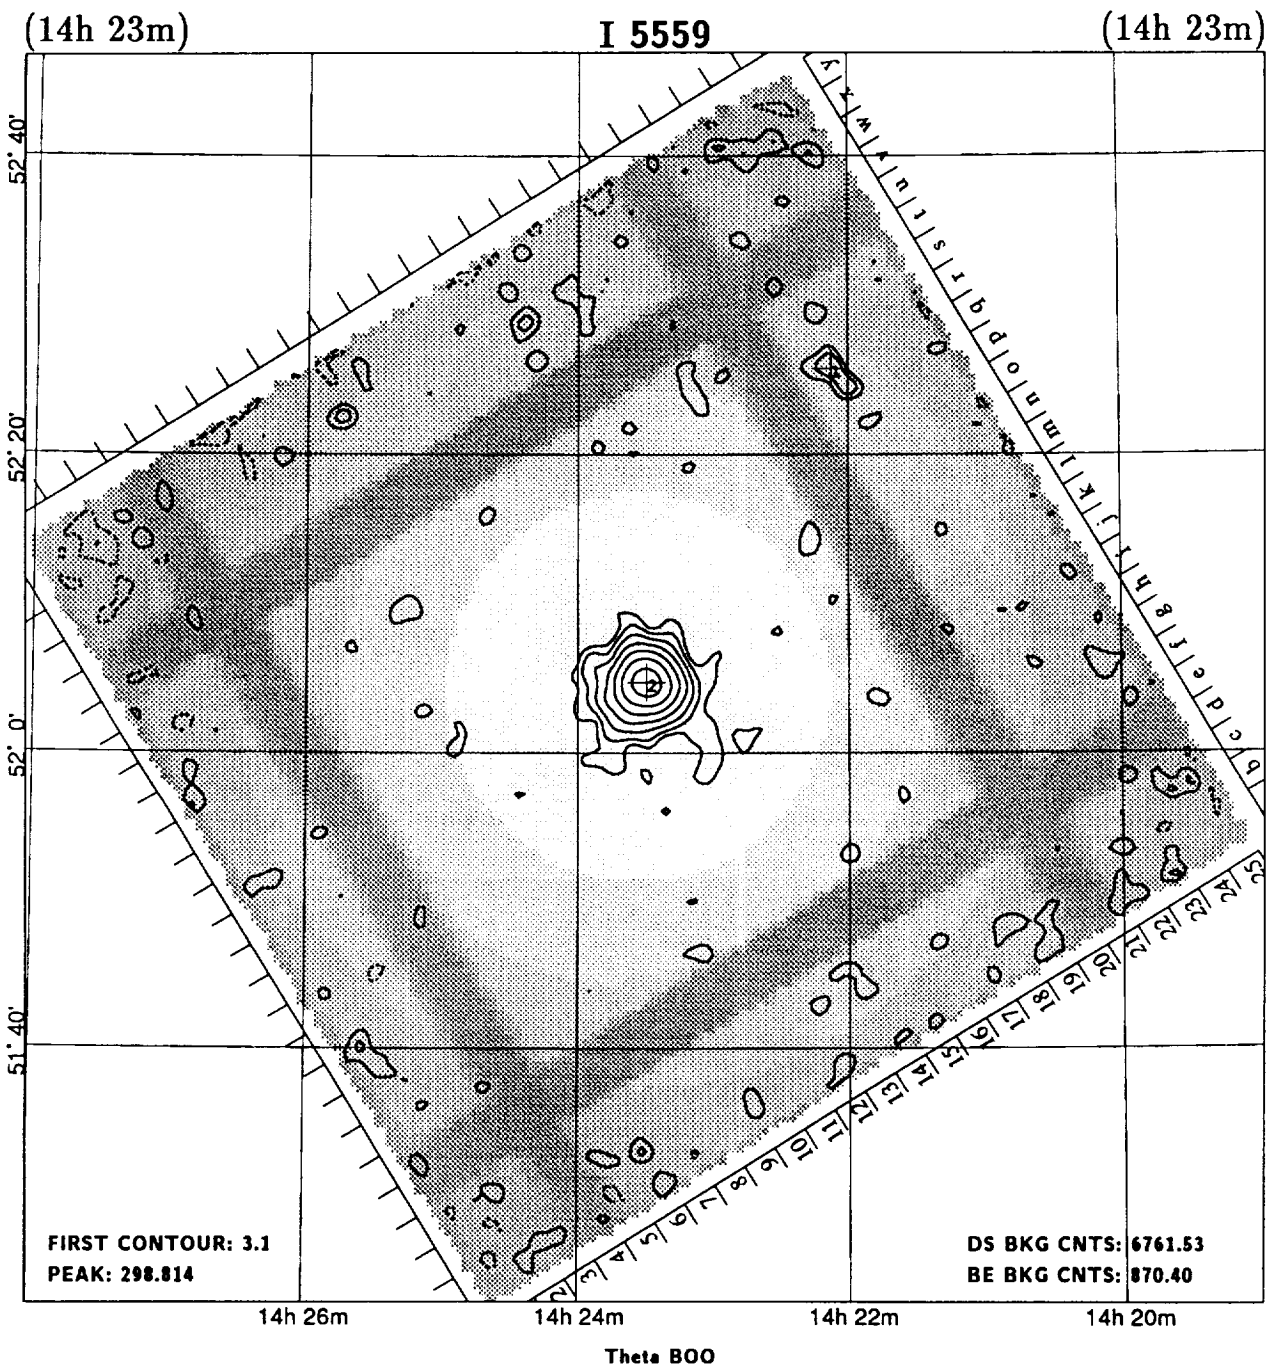 (14h 23m) I 5559 (14h 23m)
y x w v u t s r q p o n m l k j i h g f e d c b
52° 40'
52° 20'
52° 0'
51° 40'
1
2
25 24 23 22 21 20 19 18 17 16 15 14 13 12 11 10 9 8 7 6 5 4 3 2
FIRST CONTOUR: 3.1
PEAK: 298.814
DS BKG CNTS: 6761.53
BE BKG CNTS: 870.40
14h 26m 14h 24m 14h 22m 14h 20m
Theta BOO